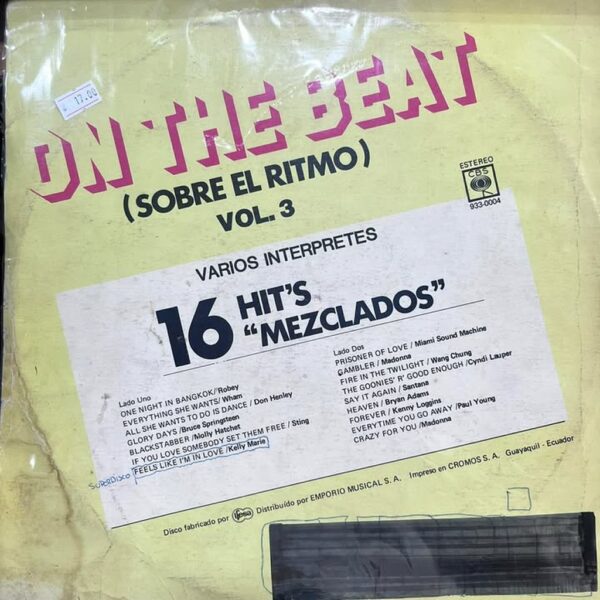 17.00
ON THE BEAT
(SOBRE EL RITMO)
VOL. 3
ESTEREO
CBS
933-0004
VARIOS INTERPRETES
16 HIT'S
"MEZCLADOS"
Lado Uno
ONE NIGHT IN BANGKOK/Robey
EVERYTHING SHE WANTS/Wham
ALL SHE WANTS TO DO IS DANCE / Don Henley
GLORY DAYS/Bruce Springsteen
BLACKSTABBER /Molly Hatchet
IF YOU LOVE SOMEBODY SET THEM FREE / Sting
SUPERDISCO FEELS LIKE I'M IN LOVE /Kelly Marie
Lado Dos
PRISONER OF LOVE / Miami Sound Machine
GAMBLER / Madonna
FIRE IN THE TWILIGHT / Wang Chung
THE GOONIES' R' GOOD ENOUGH /Cyndi Lauper
SAY IT AGAIN / Santana
HEAVEN / Bryan Adams
FOREVER / Kenny Loggins
EVERYTIME YOU GO AWAY / Paul Young
CRAZY FOR YOU /Madonna
Disco fabricado por ifesa Distribuído por EMPORIO MUSICAL S. A. Impreso en CROMOS S. A. Guayaquil - Ecuador